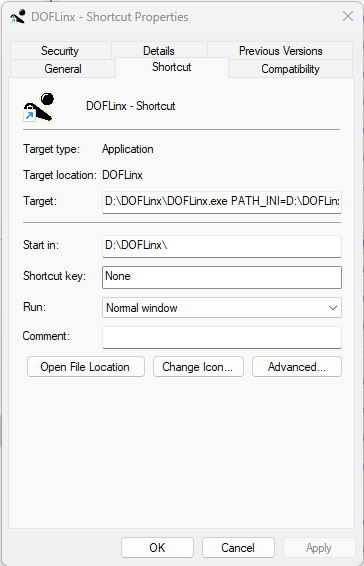 DOFLinx - Shortcut Properties
Security Details Previous Versions
General Shortcut Compatibility
DOFLinx - Shortcut
Target type: Application
Target location: DOFLinx
Target: D:\DOFLinx\DOFLinx.exe PATH_INI=D:\DOFLinx
Start in: D:\DOFLinx\
Shortcut key: None
Run: Normal window
Comment:
Open File Location Change Icon... Advanced...
OK Cancel Apply